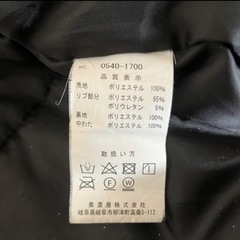 NO. 0540-1700
品質表示
表地 ポリエステル 100%
リブ部分 ポリエステル 95%
ポリウレタン 5%
裏地 ポリエステル 100%
中わた ポリエステル 100%
取扱い方
美濃屋株式会社
岐阜県岐阜市柳津町高桑5-112